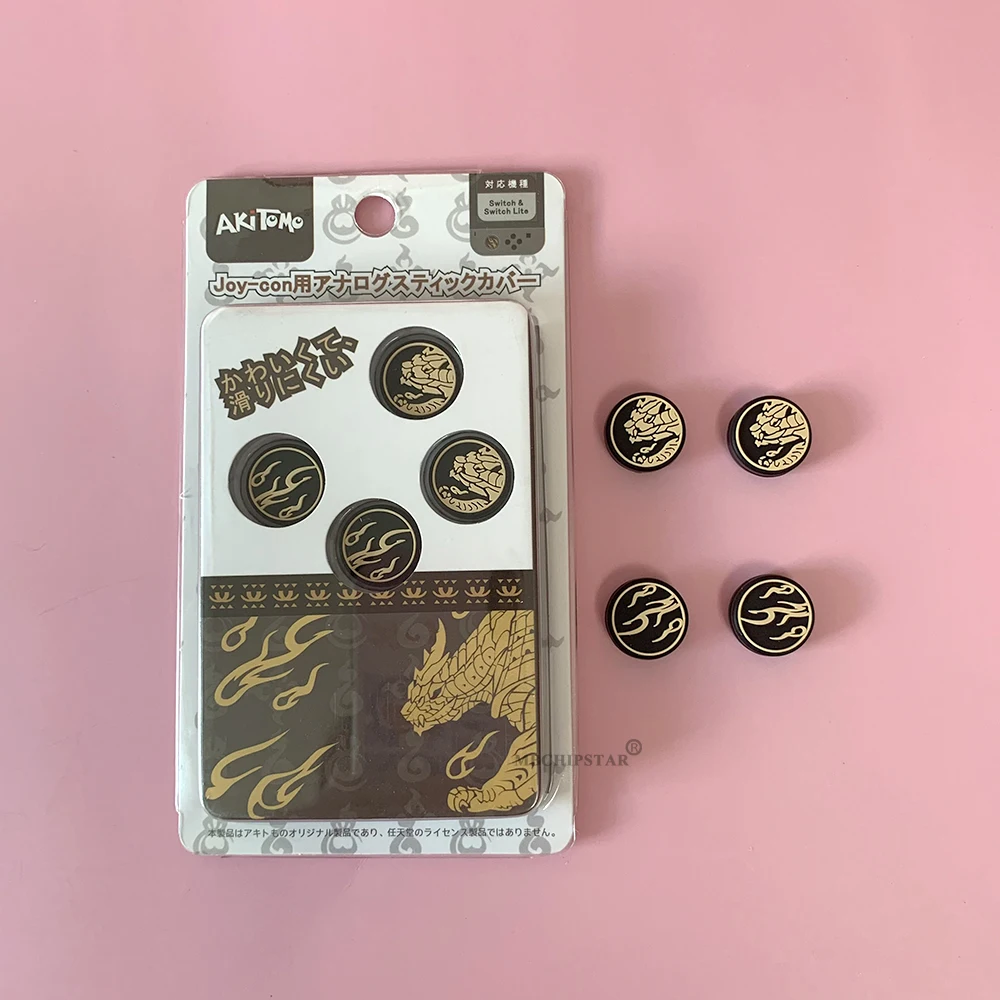 AKiToMo
対応機種
Switch &
Switch Lite
Joy-con用アナログスティックカバー
かわいくて、
滑りにくい
MECHIPSTAR®
本製品はアキトものオリジナル製品であり、任天堂のライセンス製品ではありません。